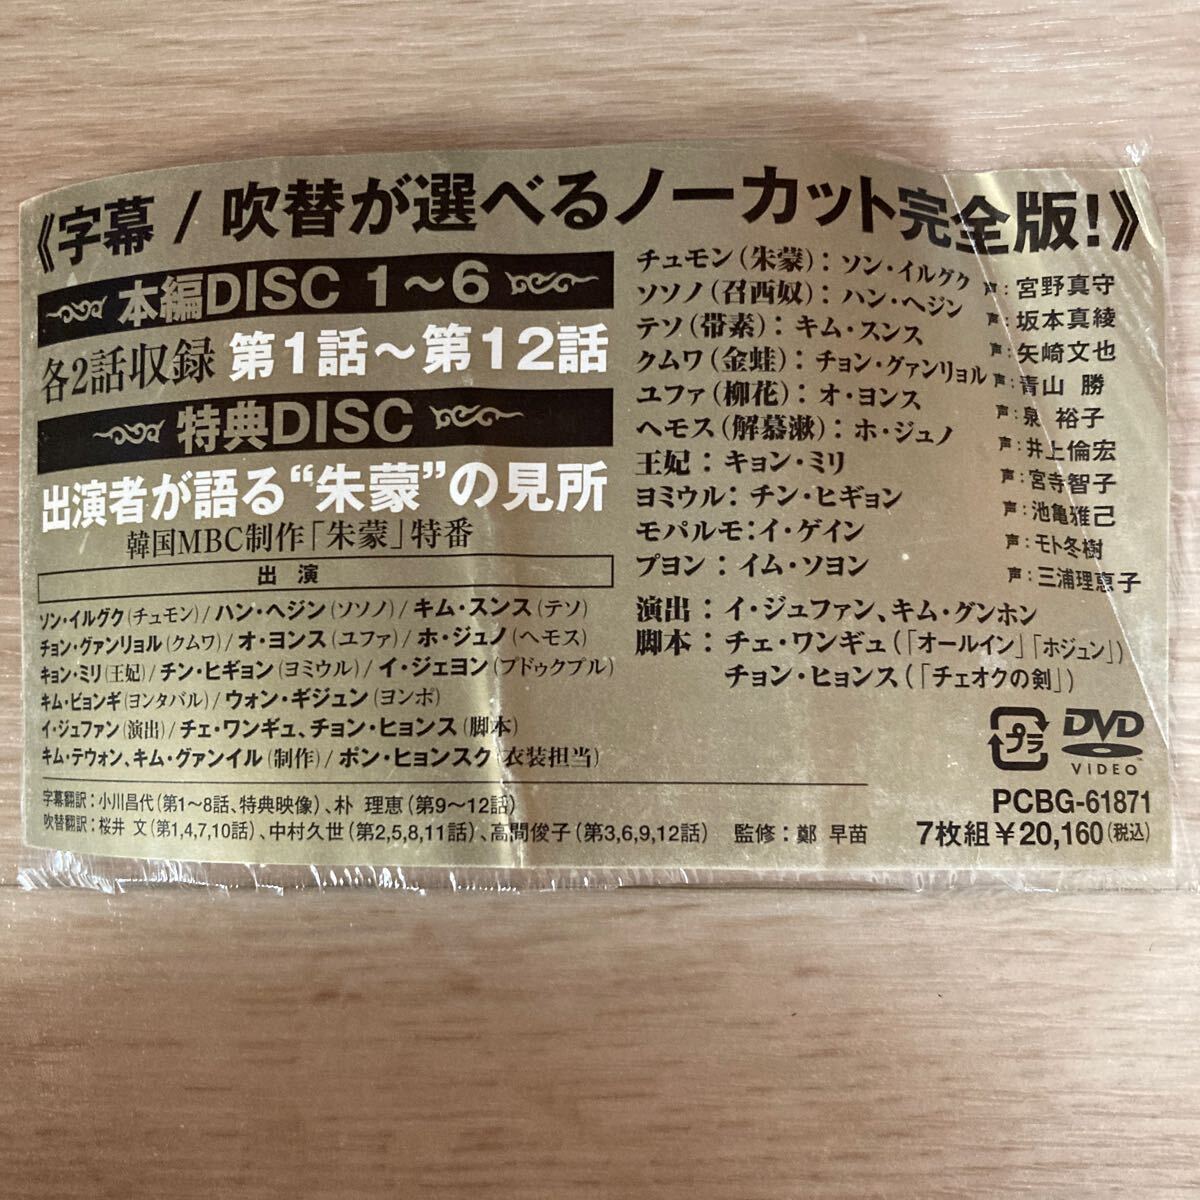 《字幕 / 吹替が選べるノーカット完全版!》
本編DISC 1～6
各2話収録 第1話～第12話
特典DISC
出演者が語る“朱蒙”の見所
韓国MBC制作「朱蒙」特番
出 演
ソン・イルグク(チュモン)/ハン・ヘジン(ソソノ)/キム・スンス(テソ)
チョン・グァンリョル(クムワ)/オ・ヨンス(ユファ)/ホ・ジュノ(ヘモス)
キョン・ミリ(王妃)/チン・ヒギョン(ヨミウル)/イ・ジェヨン(ブドゥクブル)
キム・ビョンギ(ヨンタバル)/ウォン・ギジュン(ヨンポ)
イ・ジュファン(演出)/チェ・ワンギュ、チョン・ヒョンス(脚本)
キム・テウォン、キム・グァンイル(制作)/ボン・ヒョンスク(衣装担当)
字幕翻訳：小川昌代(第1～8話、特典映像)、朴 理恵(第9～12話)
吹替翻訳：桜井 文(第1,4,7,10話)、中村久世(第2,5,8,11話)、高間俊子(第3,6,9,12話) 監修：鄭 早苗
チュモン(朱蒙)：ソン・イルグク 声：宮野真守
ソソノ(召西奴)：ハン・ヘジン 声：坂本真綾
テソ(帯素)：キム・スンス 声：矢崎文也
クムワ(金蛙)：チョン・グァンリョル 声：青山 勝
ユファ(柳花)：オ・ヨンス 声：泉 裕子
ヘモス(解慕漱)：ホ・ジュノ 声：井上倫宏
王妃：キョン・ミリ 声：宮寺智子
ヨミウル：チン・ヒギョン 声：池亀雅己
モパルモ：イ・ゲイン 声：モト冬樹
プヨン：イム・ソヨン 声：三浦理恵子
演出：イ・ジュファン、キム・グンホン
脚本：チェ・ワンギュ(「オールイン」「ホジュン」)
チョン・ヒョンス(「チェオクの剣」)
プラ
DVD
VIDEO™
PCBG-61871
7枚組￥20,160(税込)